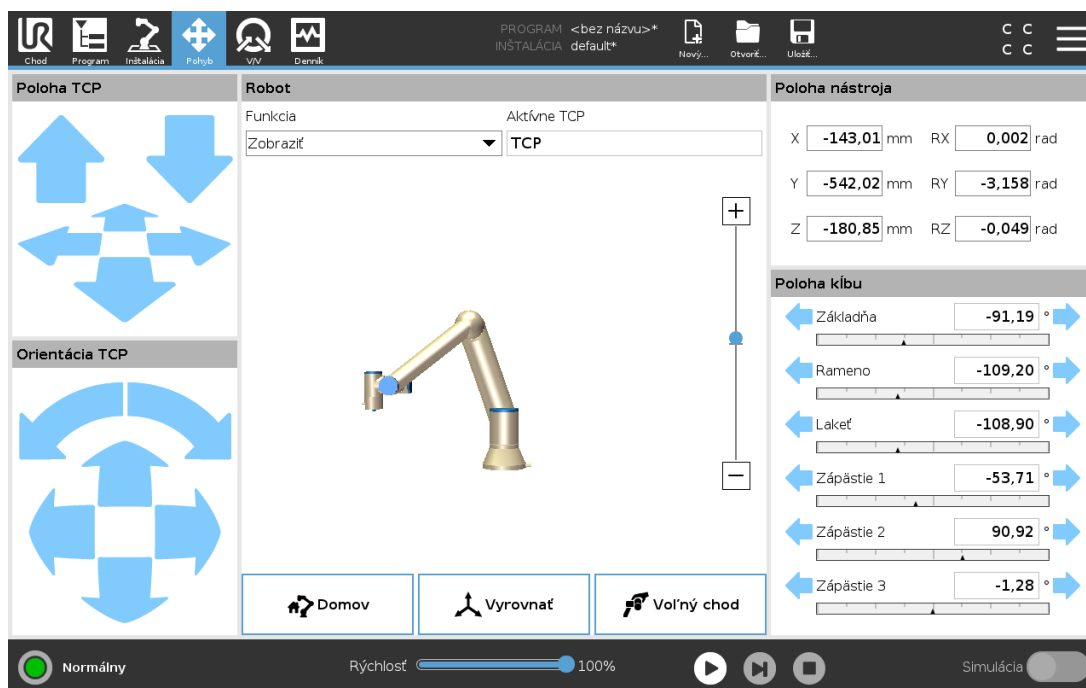 UR
Chod
Program
Inštalácia
Pohyb
V/V
Denník
PROGRAM <bez názvu>*
INŠTALÁCIA default*
Nový...
Otvoriť...
Uložiť...
C C
C C
Poloha TCP
Orientácia TCP
Robot
Funkcia
Aktívne TCP
Zobraziť
TCP
+
−
Domov
Vyrovnať
Voľný chod
Poloha nástroja
X -143,01 mm RX 0,002 rad
Y -542,02 mm RY -3,158 rad
Z -180,85 mm RZ -0,049 rad
Poloha kĺbu
Základňa -91,19 °
Rameno -109,20 °
Lakeť -108,90 °
Zápästie 1 -53,71 °
Zápästie 2 90,92 °
Zápästie 3 -1,28 °
Normálny
Rýchlosť 100%
Simulácia